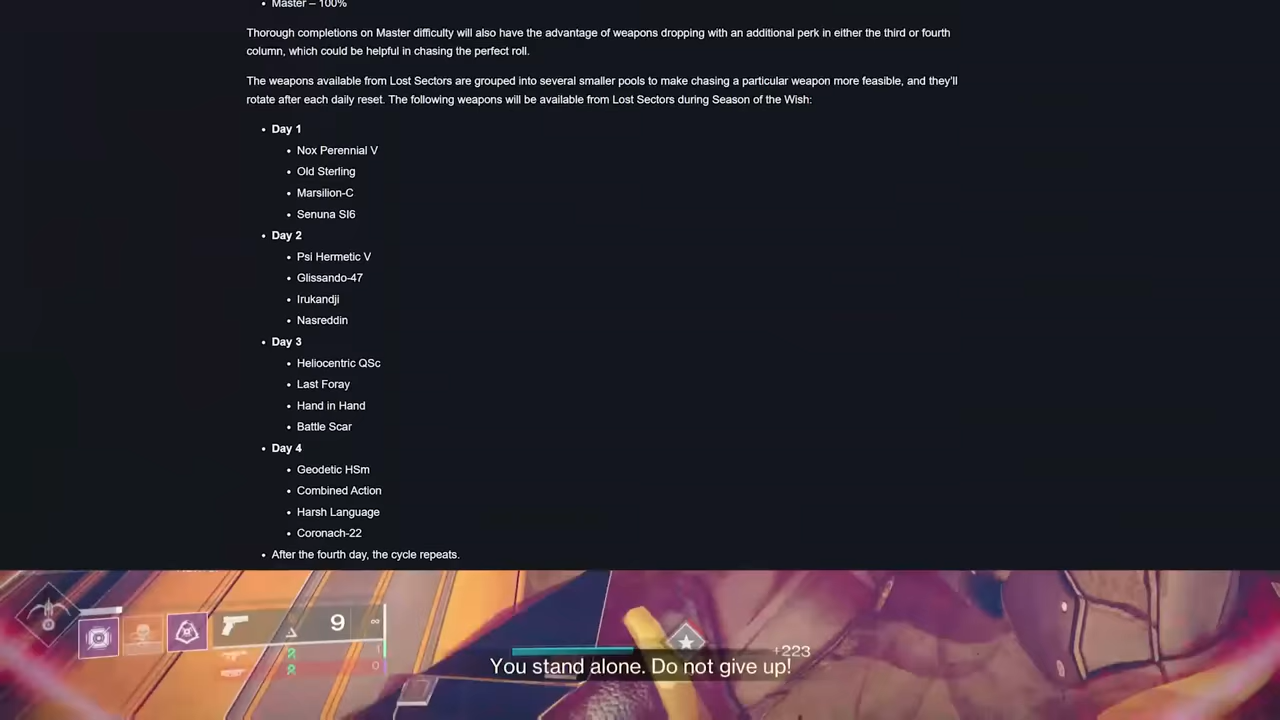 Master – 100%
Thorough completions on Master difficulty will also have the advantage of weapons dropping with an additional perk in either the third or fourth
column, which could be helpful in chasing the perfect roll.
The weapons available from Lost Sectors are grouped into several smaller pools to make chasing a particular weapon more feasible, and they'll
rotate after each daily reset. The following weapons will be available from Lost Sectors during Season of the Wish:
Day 1
Nox Perennial V
Old Sterling
Marsilion-C
Senuna SI6
Day 2
Psi Hermetic V
Glissando-47
Irukandji
Nasreddin
Day 3
Heliocentric QSc
Last Foray
Hand in Hand
Battle Scar
Day 4
Geodetic HSm
Combined Action
Harsh Language
Coronach-22
After the fourth day, the cycle repeats.
9 ∞
2 1
2 0
+223
You stand alone. Do not give up!